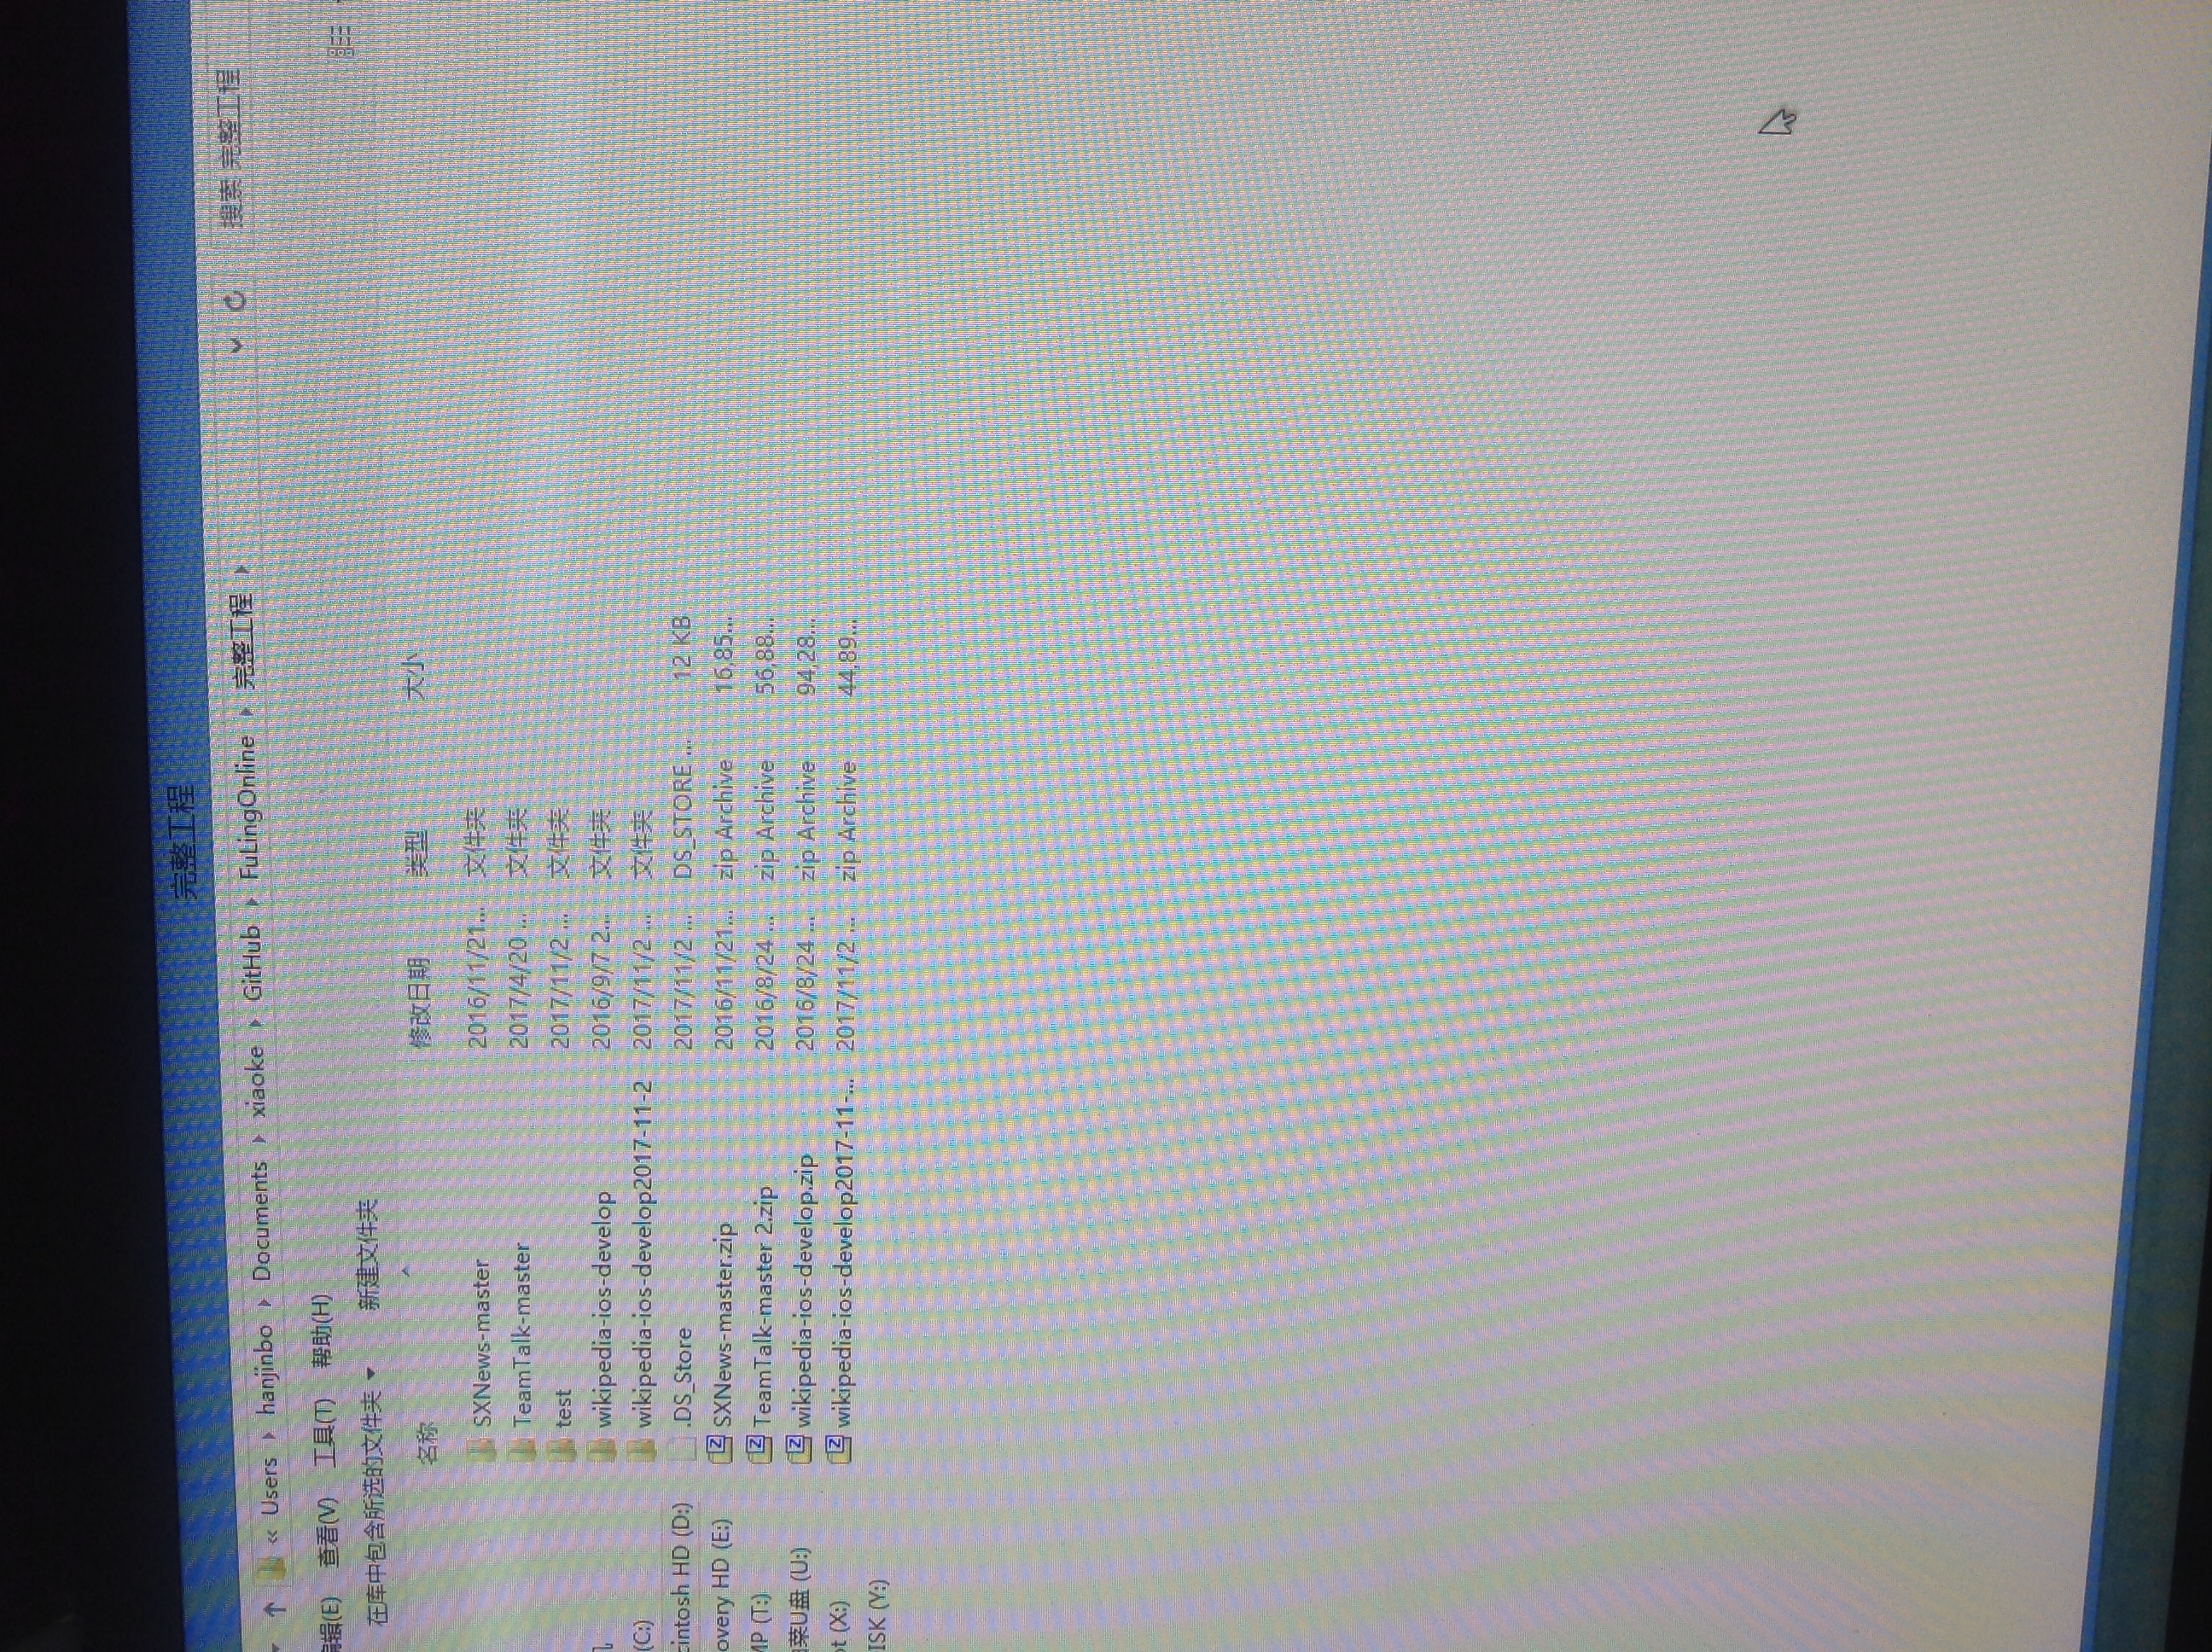 完整工程
« Users › hanjinbo › Documents › xiaoke › GitHub › FuLingOnline › 完整工程 › 搜索 完整工程
编辑(E) 查看(V) 工具(T) 帮助(H)
在库中包含所选的文件夹 新建文件夹
名称 修改日期 类型 大小
SXNews-master 2016/11/21... 文件夹
TeamTalk-master 2017/4/20 ... 文件夹
test 2017/11/2 ... 文件夹
wikipedia-ios-develop 2016/9/7 2... 文件夹
(C:) wikipedia-ios-develop2017-11-2 2017/11/2 ... 文件夹
cintosh HD (D:) .DS_Store 2017/11/2 ... DS_STORE ... 12 KB
overy HD (E:) SXNews-master.zip 2016/11/21... zip Archive 16,85...
MP (T:) TeamTalk-master 2.zip 2016/8/24 ... zip Archive 56,88...
菜U盘 (U:) wikipedia-ios-develop.zip 2016/8/24 ... zip Archive 94,28...
ot (X:) wikipedia-ios-develop2017-11-... 2017/11/2 ... zip Archive 44,89...
ISK (Y:)